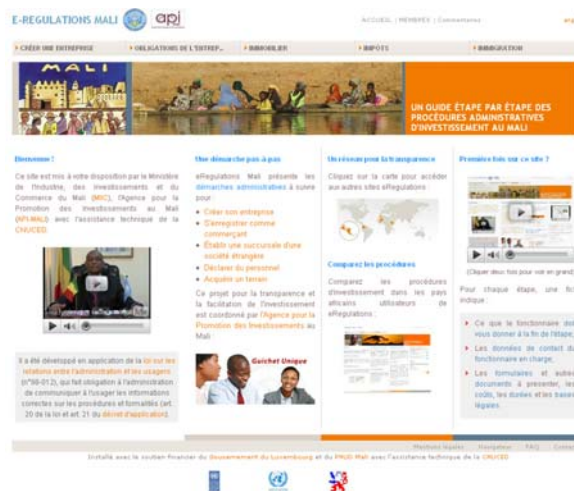 E-REGULATIONS MALI
api
ACCUEIL | MEMBRES | Commentaires
CRÉER UNE ENTREPRISE
OBLIGATIONS DE L'ENTREP...
IMMOBILIER
IMPÔTS
IMMIGRATION
MALI
UN GUIDE ÉTAPE PAR ÉTAPE DES
PROCÉDURES ADMINISTRATIVES
D'INVESTISSEMENT AU MALI
Bienvenue !
Ce site est mis à votre disposition par le Ministère
de l'Industrie, des Investissements et du
Commerce du Mali (MIIC), l'Agence pour la
Promotion des Investissements au Mali
(API-MALI) avec l'assistance technique de la
CNUCED
Il a été développé en application de la loi sur les
relations entre l'administration et les usagers
(n°98-012), qui fait obligation à l'administration
de communiquer à l'usager les informations
correctes sur les procédures et formalités (art.
20 de la loi et art. 21 du décret d'application).
Une démarche pas à pas
eRegulations Mali présente les
démarches administratives à suivre
pour:
Créer son entreprise
S'enregistrer comme
commerçant
Établir une succursale d'une
société étrangère
Déclarer du personnel
Acquérir un terrain
Ce projet pour la transparence et
la facilitation de l'investissement
est coordonné par l'Agence pour la
Promotion des Investissements au
Mali
Guichet Unique
Un réseau pour la transparence
Cliquez sur la carte pour accéder
aux autres sites eRegulations
Comparez les procédures
Comparez les procédures
d'investissement dans les pays
africains utilisateurs de
eRegulations :
Première fois sur ce site ?
(Cliquer deux fois pour voir en grand)
Pour chaque étape, une fic
indique :
Ce que le fonctionnaire doit
vous donner à la fin de l'étape;
Les données de contact du
fonctionnaire en charge;
Les formulaires et autres
documents à présenter, les
coûts, les durées et les bases
légales.
Mentions légales
Navigateur
FAQ
Contac
Installé avec le soutien financier du Gouvernement du Luxembourg et du PNUD Mali avec l'assistance technique de la CNUCED